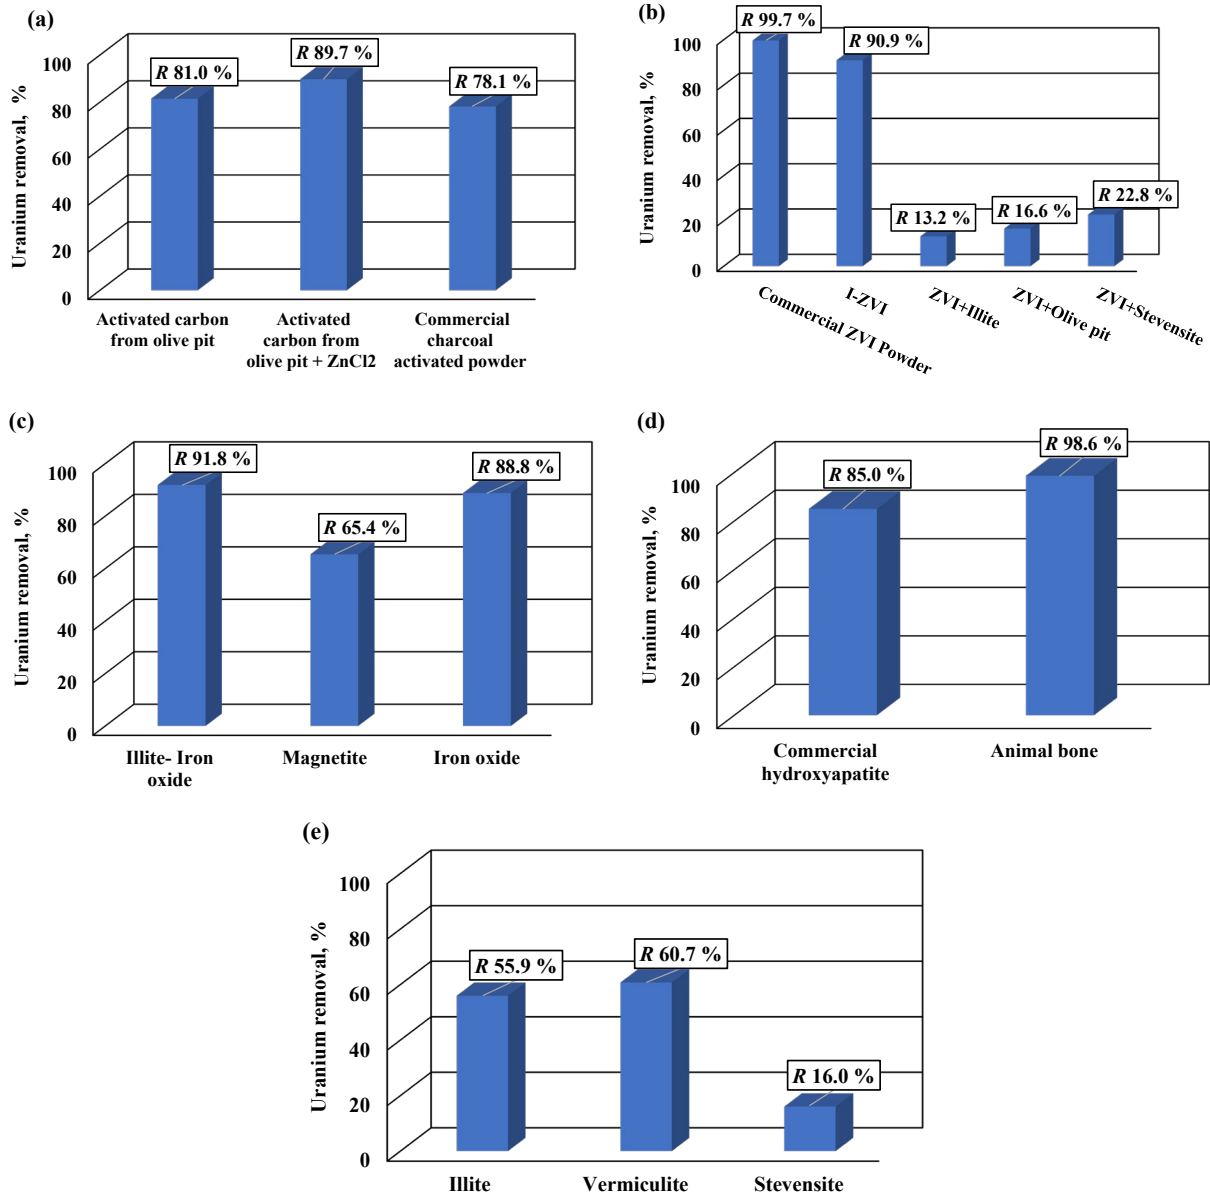 (a)
Uranium removal, %
100
80
60
40
20
0
R 81.0 %
R 89.7 %
R 78.1 %
Activated carbon
from olive pit
Activated
carbon from
olive pit + ZnCl2
Commercial
charcoal
activated powder
(b)
Uranium removal, %
100
80
60
40
20
0
R 99.7 %
R 90.9 %
R 13.2 %
R 16.6 %
R 22.8 %
Commercial ZVI Powder
I-ZVI
ZVI+Illite
ZVI+Olive pit
ZVI+Stevensite
(c)
Uranium removal, %
100
80
60
40
20
0
R 91.8 %
R 65.4 %
R 88.8 %
Illite- Iron
oxide
Magnetite
Iron oxide
(d)
Uranium removal, %
100
80
60
40
20
0
R 85.0 %
R 98.6 %
Commercial
hydroxyapatite
Animal bone
(e)
Uranium removal, %
100
80
60
40
20
0
R 55.9 %
R 60.7 %
R 16.0 %
Illite
Vermiculite
Stevensite